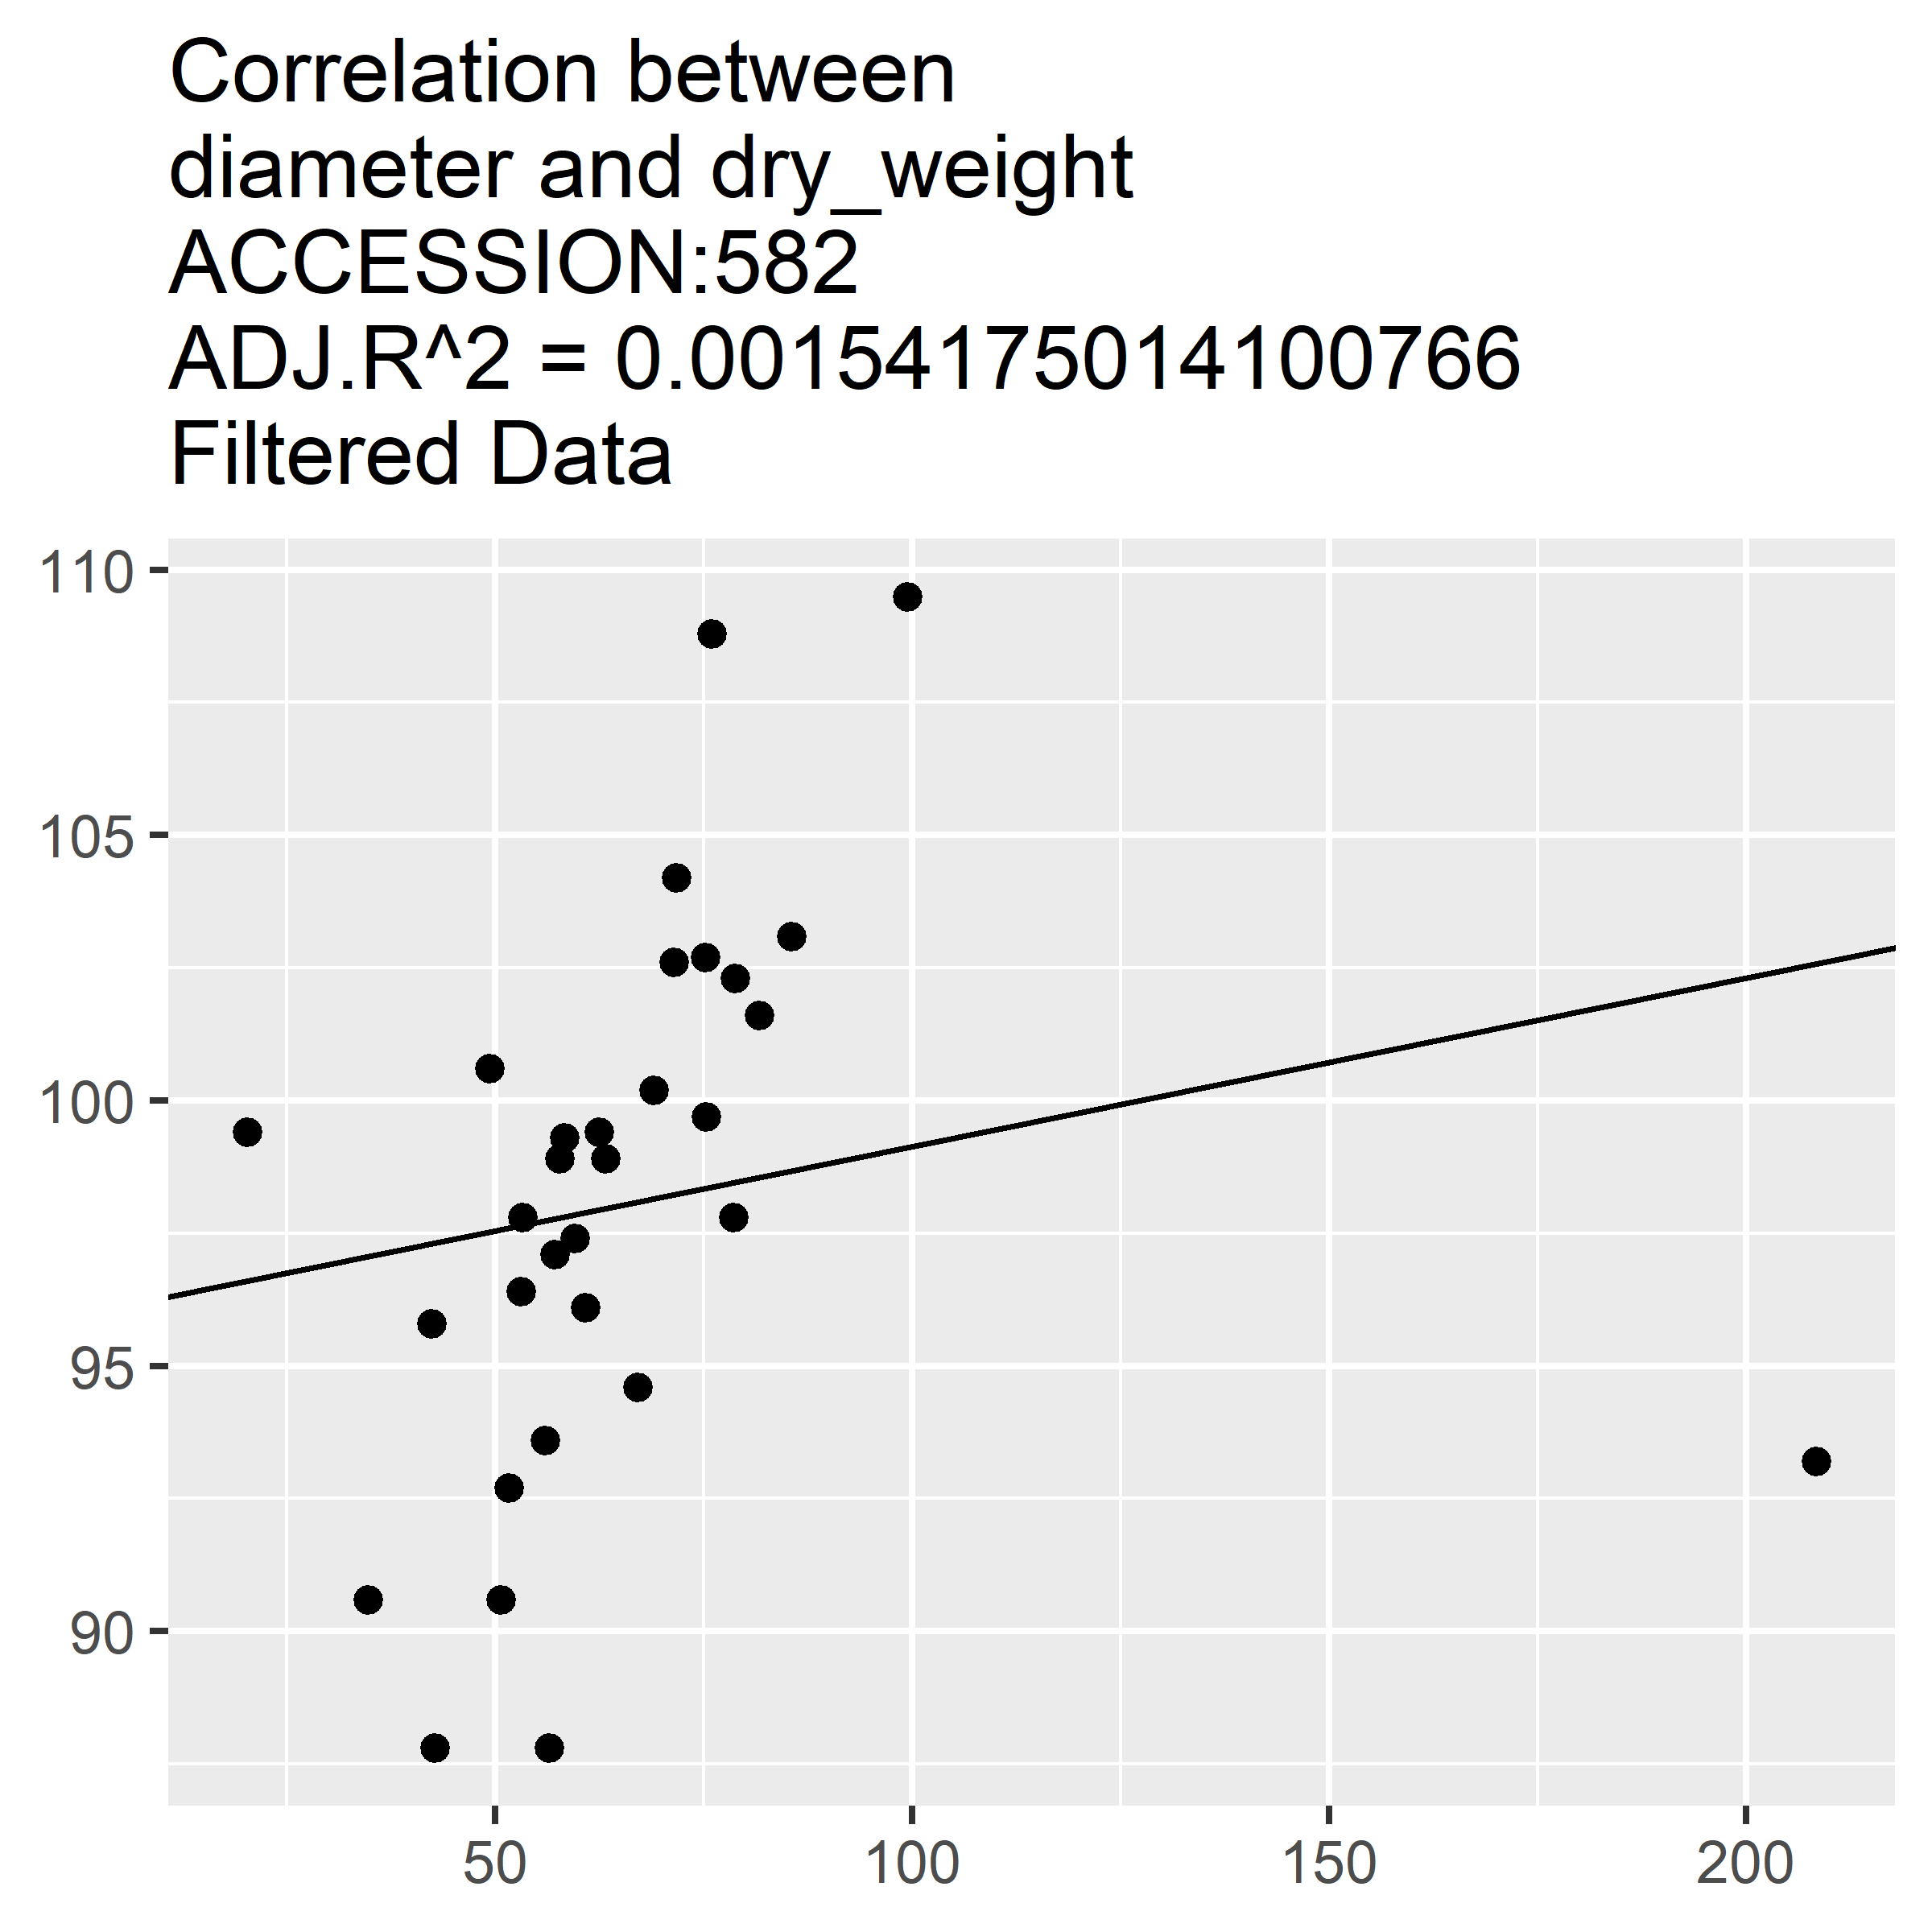 Correlation between
diameter and dry_weight
ACCESSION:582
ADJ.R^2 = 0.00154175014100766
Filtered Data
110
105
100
95
90
50 100 150 200